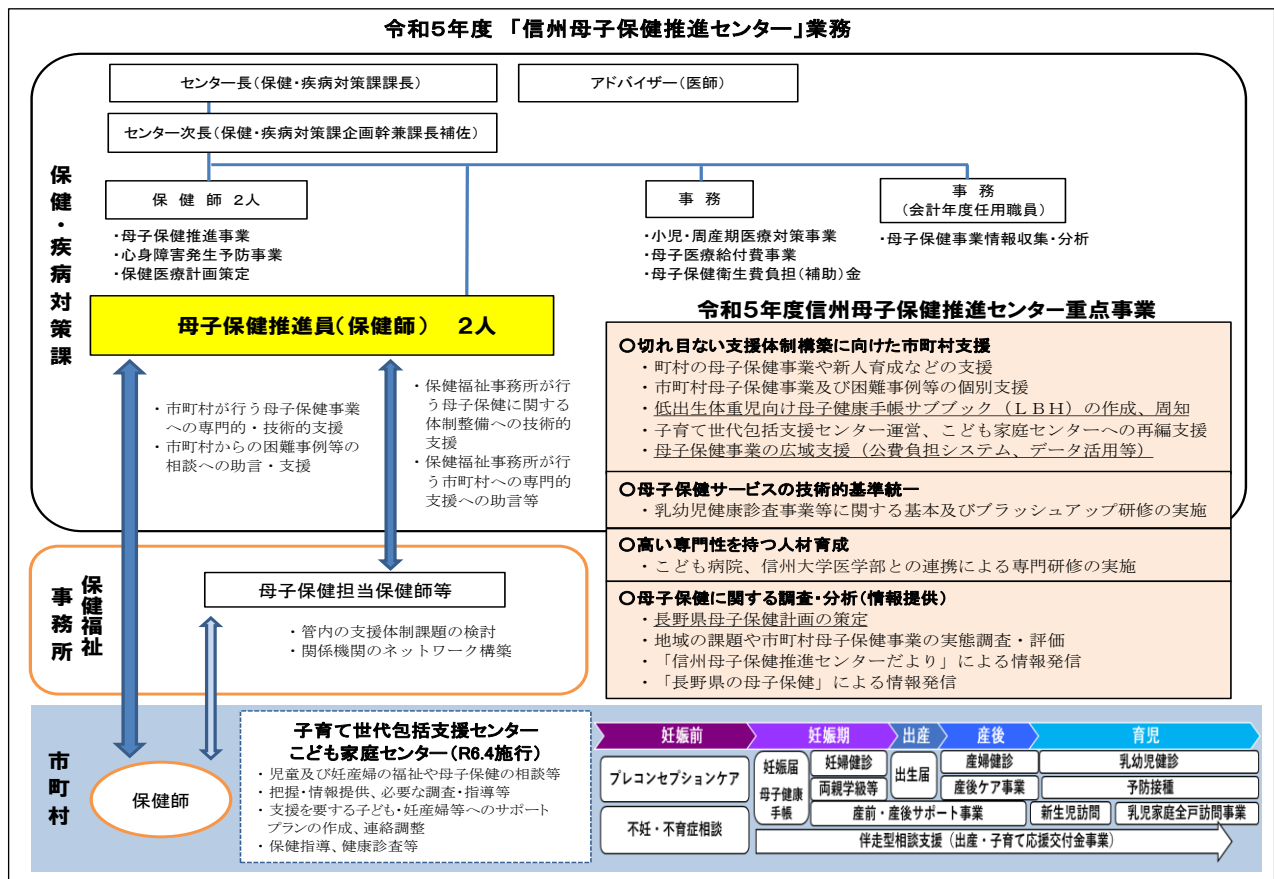 令和5年度 「信州母子保健推進センター」業務
センター長(保健・疾病対策課課長)
アドバイザー(医師)
センター次長(保健・疾病対策課企画幹兼課長補佐)
保健・疾病対策課
保 健 師 2人
・母子保健推進事業
・心身障害発生予防事業
・保健医療計画策定
事 務
・小児・周産期医療対策事業
・母子医療給付費事業
・母子保健衛生費負担(補助)金
事 務
(会計年度任用職員)
・母子保健事業情報収集・分析
母子保健推進員(保健師) 2人
・市町村が行う母子保健事業
への専門的・技術的支援
・市町村からの困難事例等の
相談への助言・支援
・保健福祉事務所が行
う母子保健に関する
体制整備への技術的
支援
・保健福祉事務所が行
う市町村への専門的
支援への助言等
令和5年度信州母子保健推進センター重点事業
○切れ目ない支援体制構築に向けた市町村支援
・町村の母子保健事業や新人育成などの支援
・市町村母子保健事業及び困難事例等の個別支援
・低出生体重児向け母子健康手帳サブブック(LBH)の作成、周知
・子育て世代包括支援センター運営、こども家庭センターへの再編支援
・母子保健事業の広域支援(公費負担システム、データ活用等)
○母子保健サービスの技術的基準統一
・乳幼児健康診査事業等に関する基本及びブラッシュアップ研修の実施
○高い専門性を持つ人材育成
・こども病院、信州大学医学部との連携による専門研修の実施
○母子保健に関する調査・分析(情報提供)
・長野県母子保健計画の策定
・地域の課題や市町村母子保健事業の実態調査・評価
・「信州母子保健推進センターだより」による情報発信
・「長野県の母子保健」による情報発信
保健福祉
事務所
母子保健担当保健師等
・管内の支援体制課題の検討
・関係機関のネットワーク構築
市町村
保健師
子育て世代包括支援センター
こども家庭センター(R6.4施行)
・児童及び妊産婦の福祉や母子保健の相談等
・把握・情報提供、必要な調査・指導等
・支援を要する子ども・妊産婦等へのサポート
プランの作成、連絡調整
・保健指導、健康診査等
妊娠前
妊娠期
出産
産後
育児
プレコンセプションケア
不妊・不育症相談
妊娠届
母子健康
手帳
妊婦健診
両親学級等
出生届
産婦健診
産後ケア事業
乳幼児健診
予防接種
産前・産後サポート事業
新生児訪問
乳児家庭全戸訪問事業
伴走型相談支援(出産・子育て応援交付金事業)